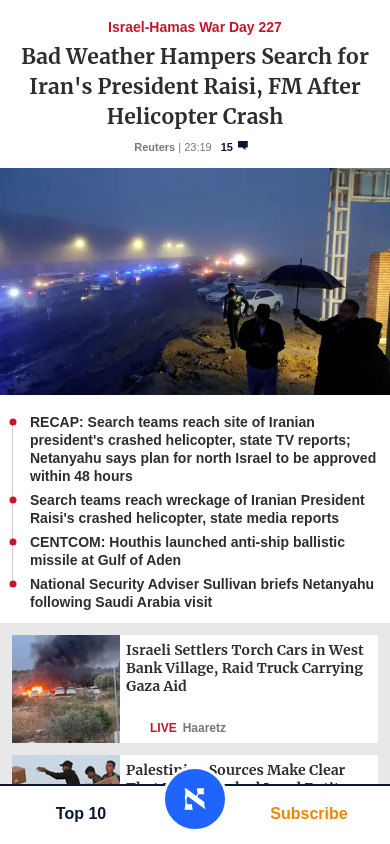 Israel-Hamas War Day 227
Bad Weather Hampers Search for
Iran's President Raisi, FM After
Helicopter Crash
Reuters | 23:19 15
RECAP: Search teams reach site of Iranian
president's crashed helicopter, state TV reports;
Netanyahu says plan for north Israel to be approved
within 48 hours
Search teams reach wreckage of Iranian President
Raisi's crashed helicopter, state media reports
CENTCOM: Houthis launched anti-ship ballistic
missile at Gulf of Aden
National Security Adviser Sullivan briefs Netanyahu
following Saudi Arabia visit
Israeli Settlers Torch Cars in West
Bank Village, Raid Truck Carrying
Gaza Aid
LIVE Haaretz
Sources Make Clear
Top 10
Subscribe